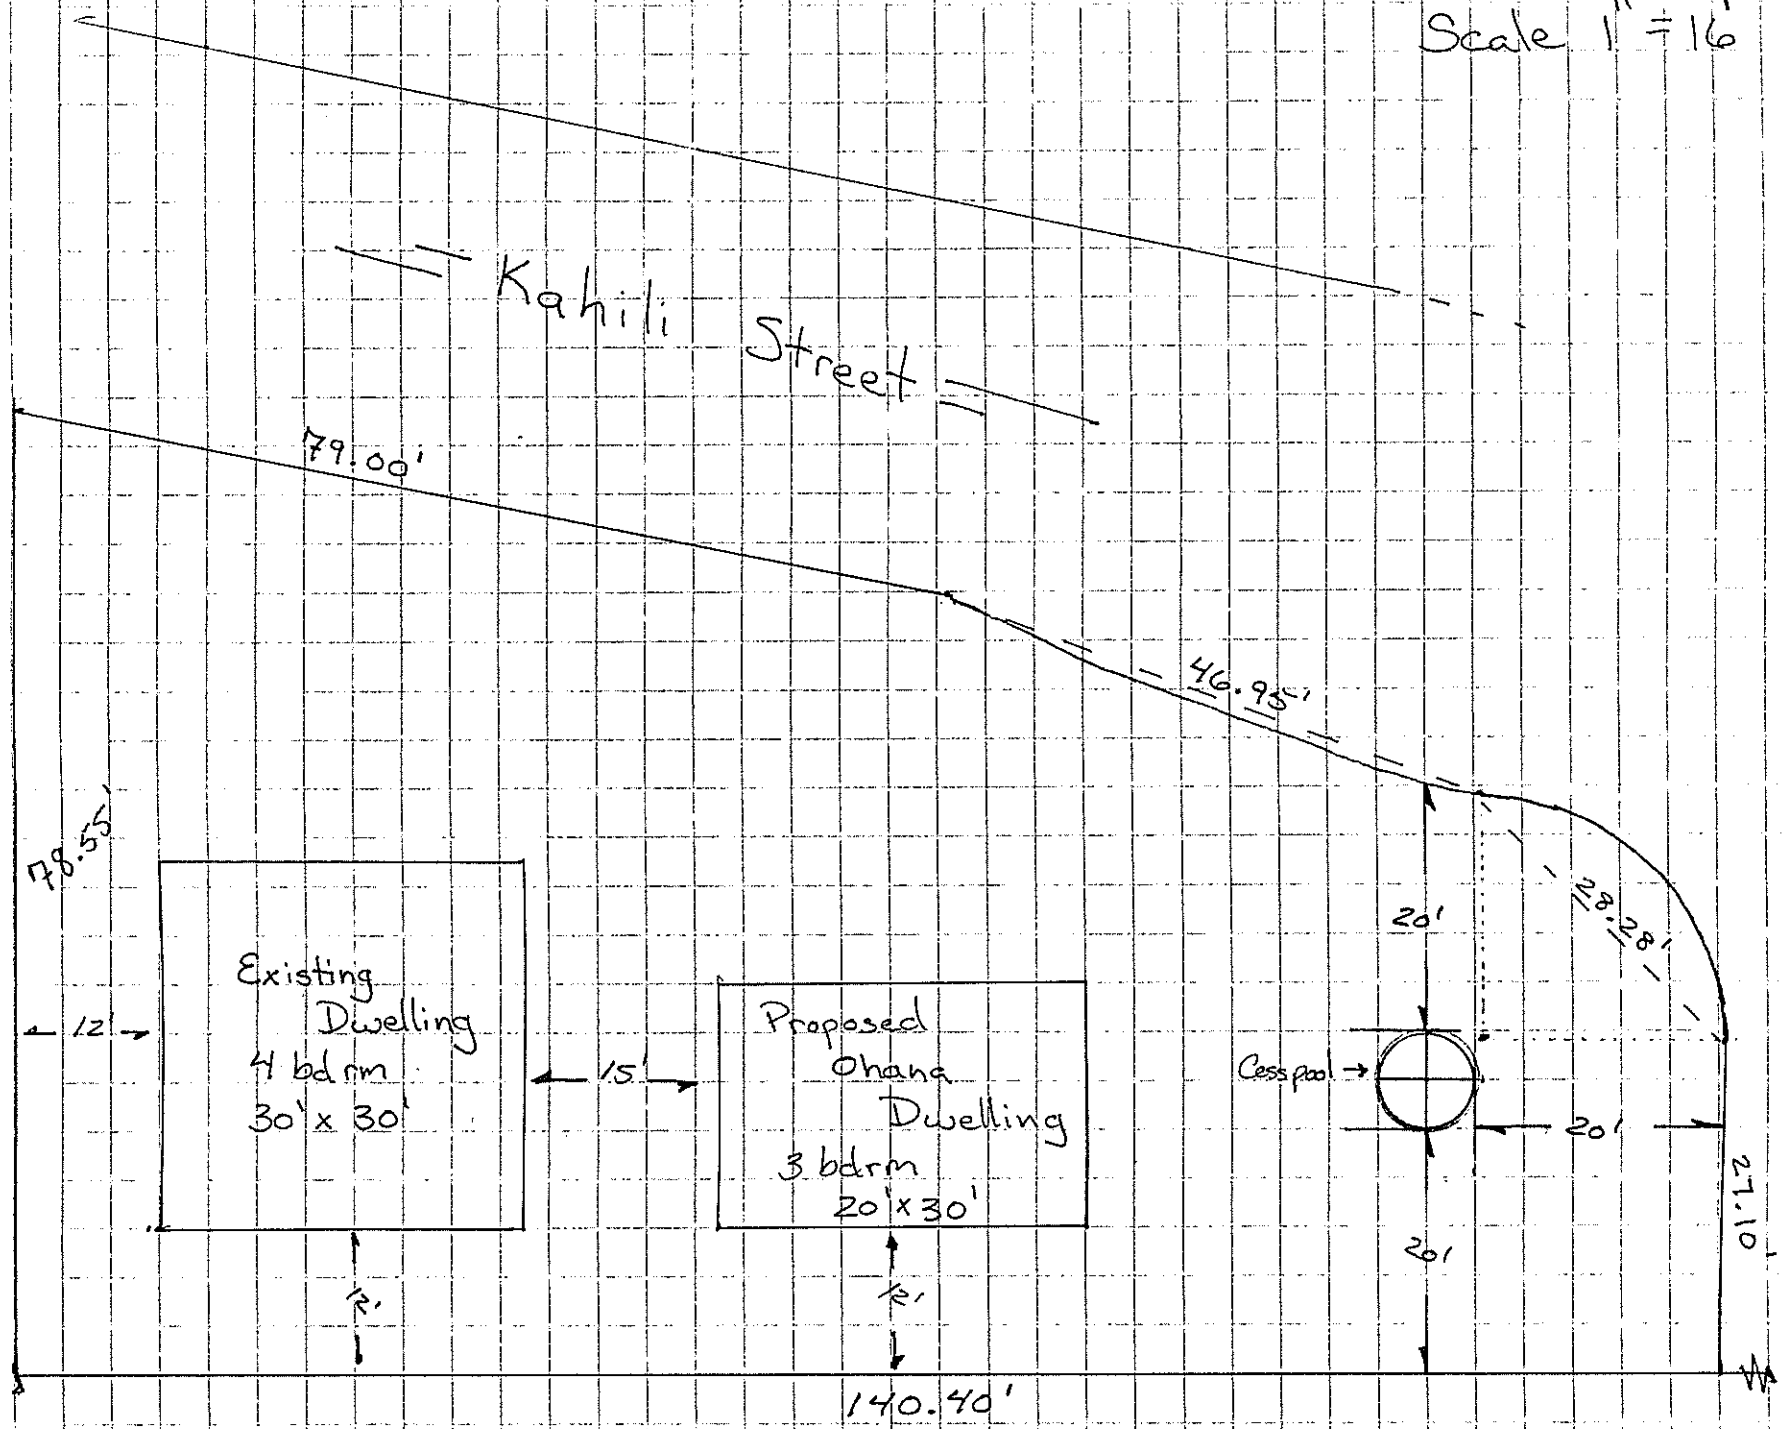 Scale 1" = 16'
Kahili Street
79.00'
46.95'
78.55'
28.28'
20'
Existing
Dwelling
4 bdrm
30' x 30'
12'
15'
Proposed
Ohana
Dwelling
3 bdrm
20' x 30'
Cesspool →
20'
27.10'
20'
12'
12'
140.40'